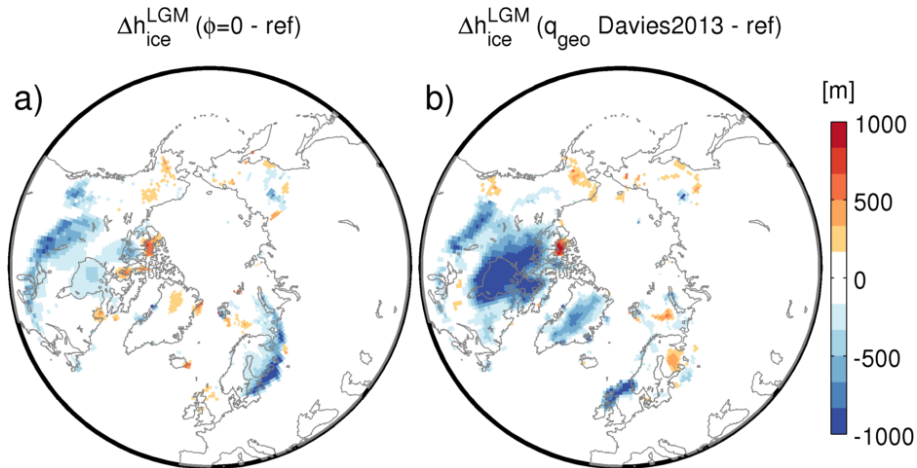 Δh_ice^LGM (ϕ=0 - ref)
Δh_ice^LGM (q_geo Davies2013 - ref)
a)
b)
[m]
1000
500
0
-500
-1000